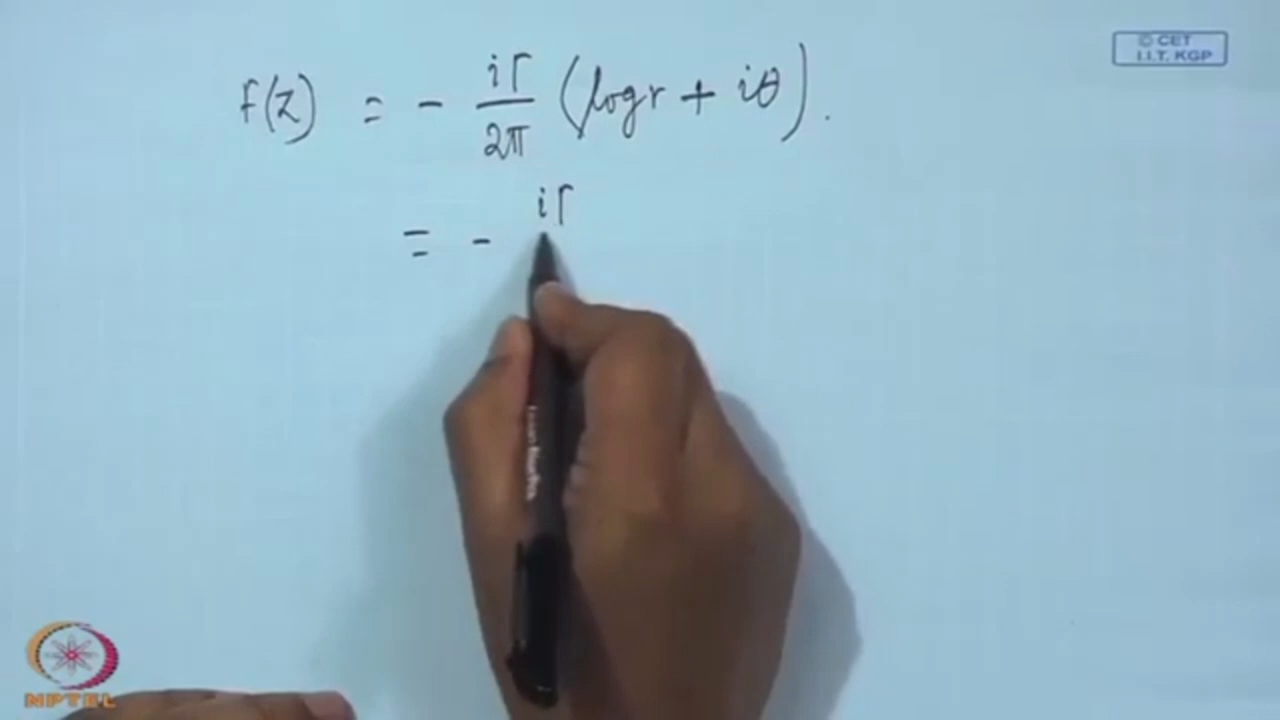 © CET
I.I.T. KGP
f(z) = - iΓ/2π (log r + iθ).
= - iΓ
NPTEL